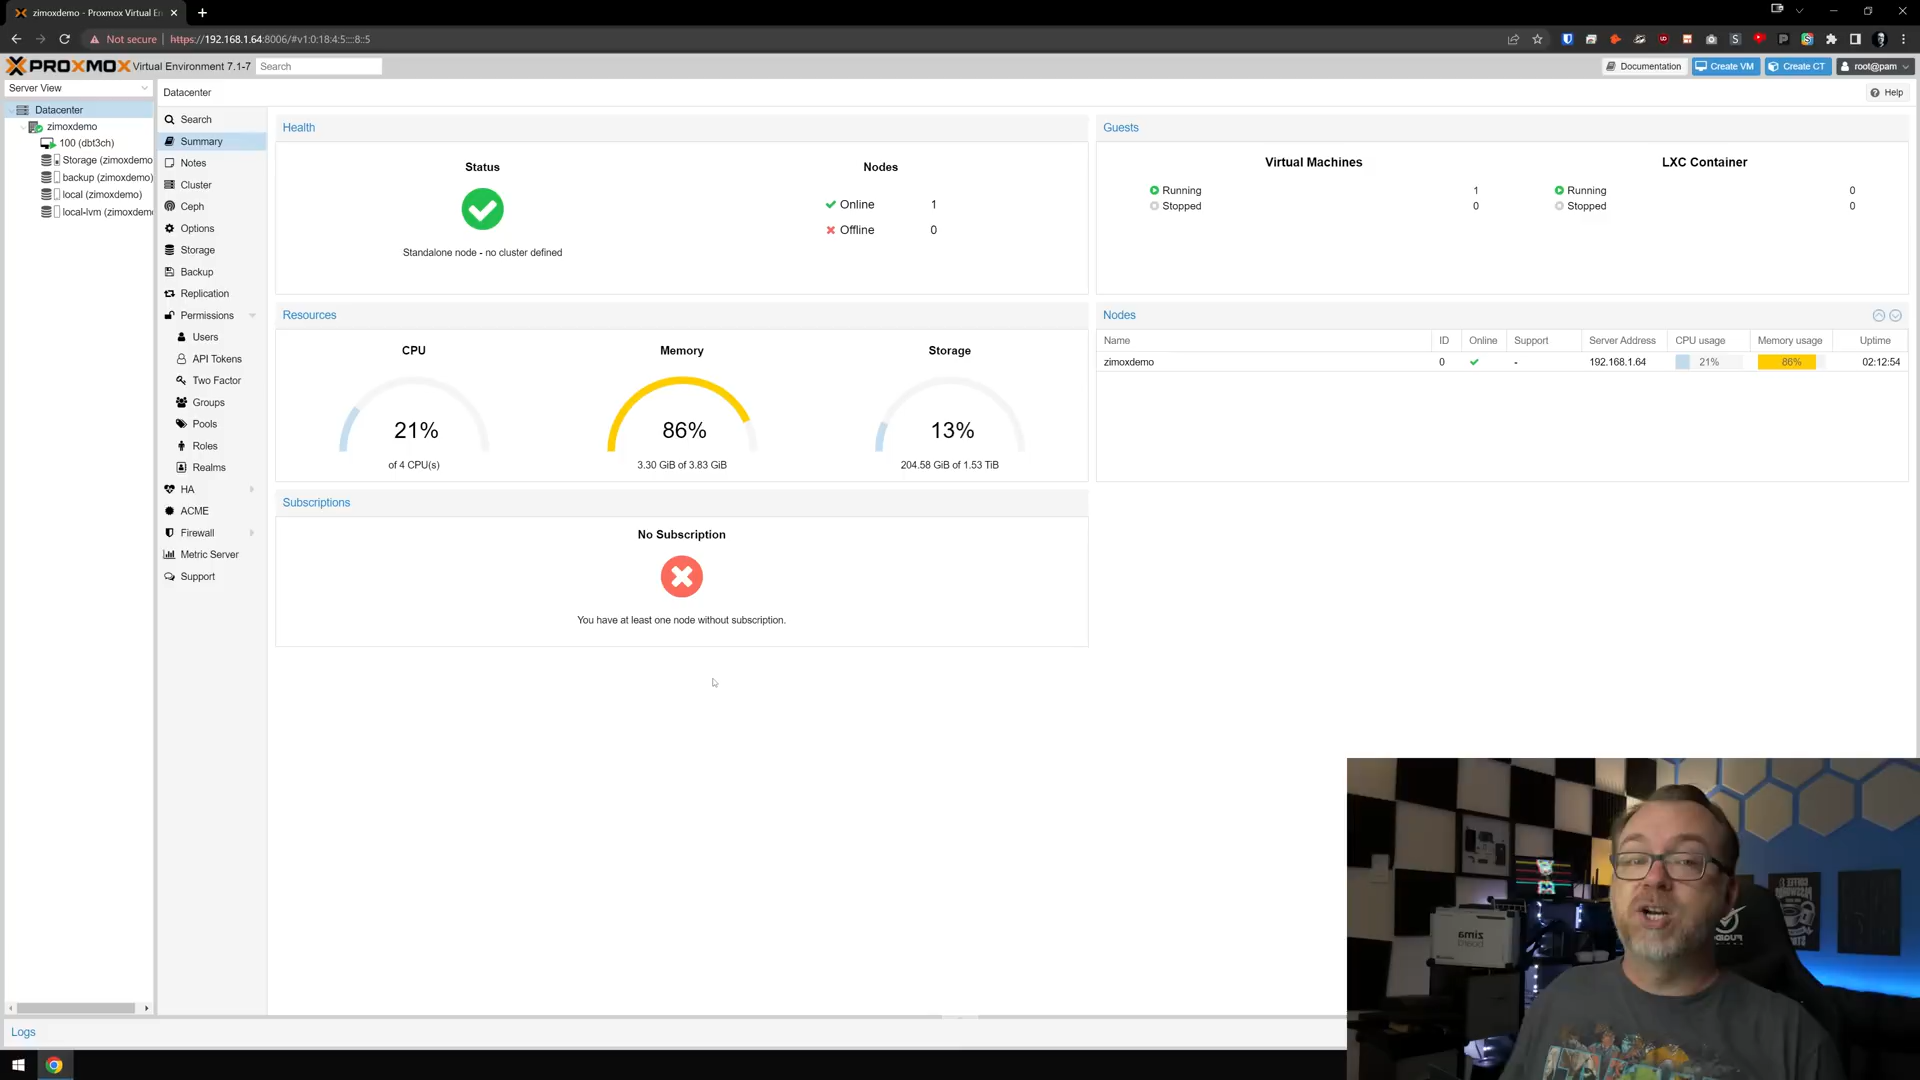 zimoxdemo - Proxmox Virtual En
Not secure
https://192.168.1.64:8006/#v1:0:18:4:5::::8::5
PROXMOX
Virtual Environment 7.1-7
Search
Documentation
Create VM
Create CT
root@pam
Server View
Datacenter
Help
Datacenter
zimoxdemo
100 (dbt3ch)
Storage (zimoxdemo
backup (zimoxdemo)
local (zimoxdemo)
local-lvm (zimoxdemo
Search
Summary
Notes
Cluster
Ceph
Options
Storage
Backup
Replication
Permissions
Users
API Tokens
Two Factor
Groups
Pools
Roles
Realms
HA
ACME
Firewall
Metric Server
Support
Health
Status
Standalone node - no cluster defined
Nodes
Online 1
Offline 0
Guests
Virtual Machines
Running 1
Stopped 0
LXC Container
Running 0
Stopped 0
Resources
CPU
21%
of 4 CPU(s)
Memory
86%
3.30 GiB of 3.83 GiB
Storage
13%
204.58 GiB of 1.53 TiB
Nodes
Name ID Online Support Server Address CPU usage Memory usage Uptime
zimoxdemo 0 - 192.168.1.64 21% 86% 02:12:54
Subscriptions
No Subscription
You have at least one node without subscription.
Logs
zima
board
COFFEE &
PASSWORDS